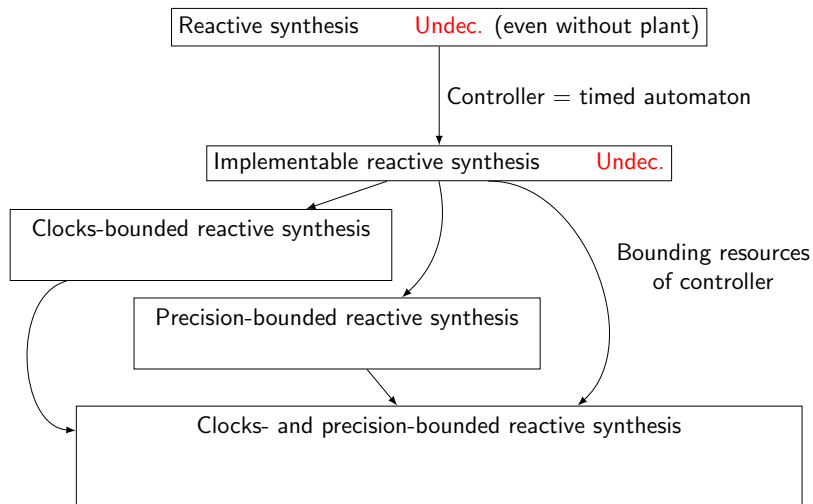 Reactive synthesis Undec. (even without plant)
Controller = timed automaton
Implementable reactive synthesis Undec.
Clocks-bounded reactive synthesis
Bounding resources
of controller
Precision-bounded reactive synthesis
Clocks- and precision-bounded reactive synthesis